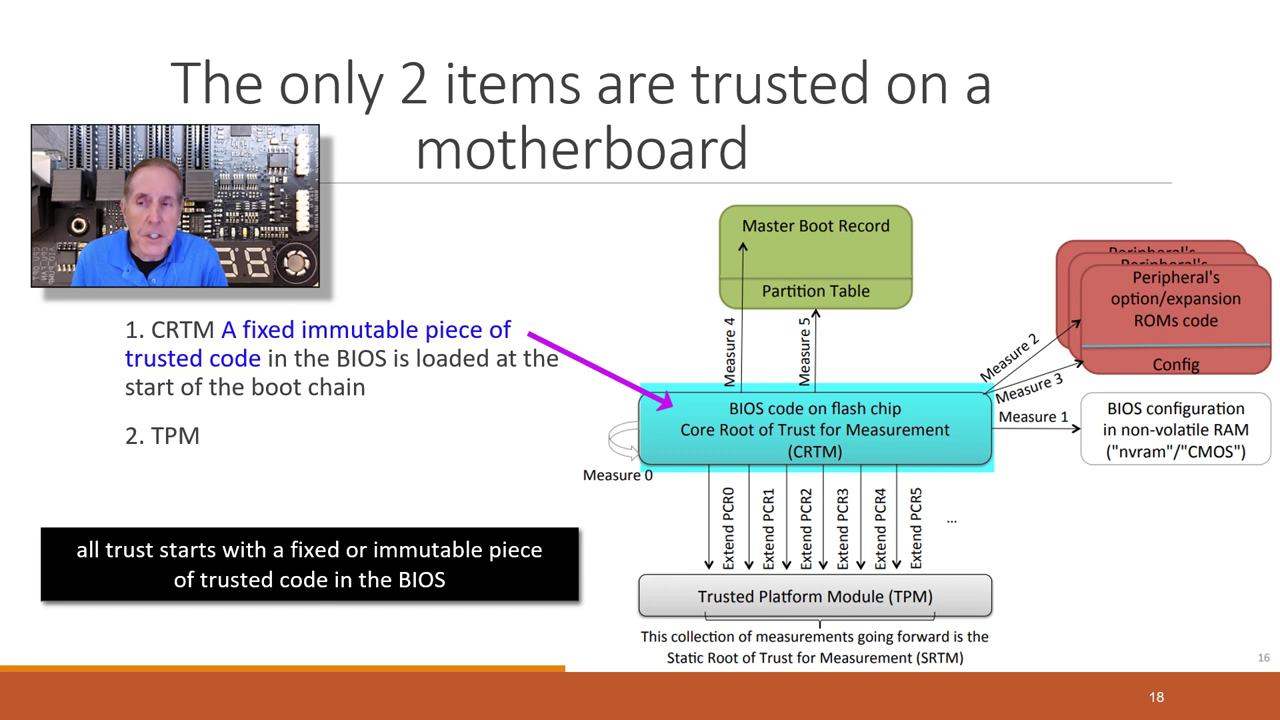 The only 2 items are trusted on a
motherboard
1. CRTM A fixed immutable piece of
trusted code in the BIOS is loaded at the
start of the boot chain
2. TPM
all trust starts with a fixed or immutable piece
of trusted code in the BIOS
Master Boot Record
Partition Table
Measure 4
Measure 5
Peripheral's
Peripheral's
Peripheral's
option/expansion
ROMs code
Config
Measure 2
Measure 3
Measure 1
BIOS code on flash chip
Core Root of Trust for Measurement
(CRTM)
BIOS configuration
in non-volatile RAM
("nvram"/"CMOS")
Measure 0
Extend PCR0
Extend PCR1
Extend PCR2
Extend PCR3
Extend PCR4
Extend PCR5
...
Trusted Platform Module (TPM)
This collection of measurements going forward is the
Static Root of Trust for Measurement (SRTM)
16
18